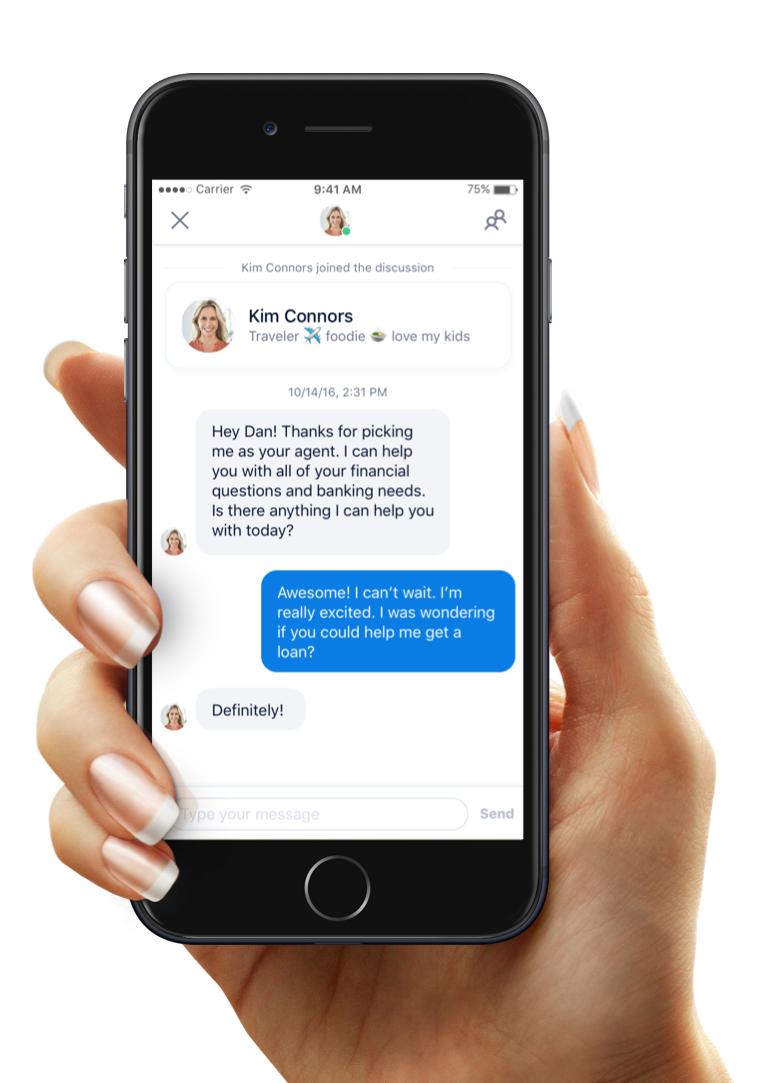 Carrier 9:41 AM 75%
Kim Connors joined the discussion
Kim Connors
Traveler ✈️ foodie 🥗 love my kids
10/14/16, 2:31 PM
Hey Dan! Thanks for picking
me as your agent. I can help
you with all of your financial
questions and banking needs.
Is there anything I can help you
with today?
Awesome! I can’t wait. I’m
really excited. I was wondering
if you could help me get a
loan?
Definitely!
Type your message Send